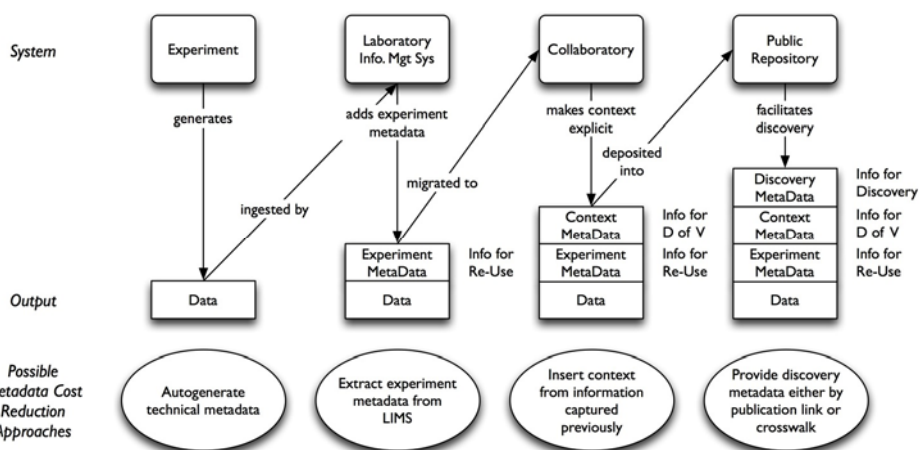 System
Experiment
Laboratory
Info. Mgt Sys
Collaboratory
Public
Repository
generates
adds experiment
metadata
makes context
explicit
facilitates
discovery
ingested by
migrated to
deposited
into
Discovery
MetaData
Info for
Discovery
Context
MetaData
Info for
D of V
Context
MetaData
Info for
D of V
Experiment
MetaData
Info for
Re-Use
Experiment
MetaData
Info for
Re-Use
Experiment
MetaData
Info for
Re-Use
Output
Data
Data
Data
Data
Possible
etadata Cost
Reduction
Approaches
Autogenerate
technical metadata
Extract experiment
metadata from
LIMS
Insert context
from information
captured
previously
Provide discovery
metadata either by
publication link or
crosswalk